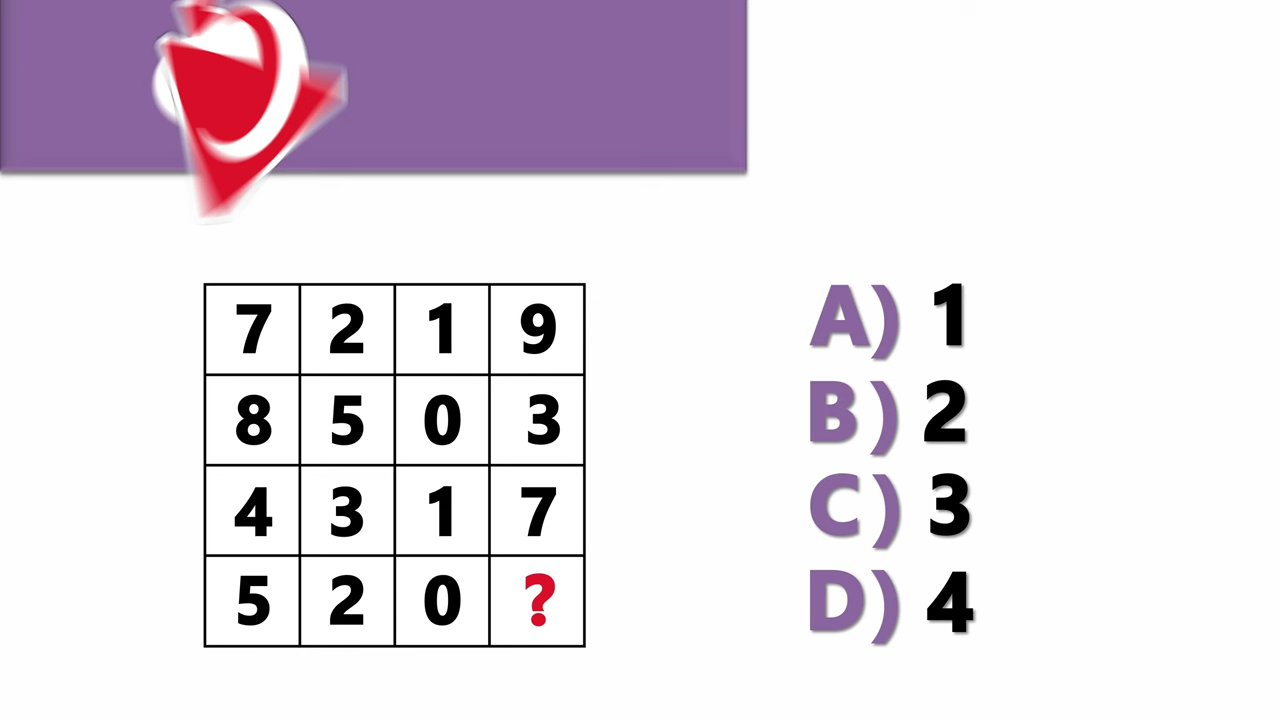 7 2 1 9
8 5 0 3
4 3 1 7
5 2 0 ?
A) 1
B) 2
C) 3
D) 4